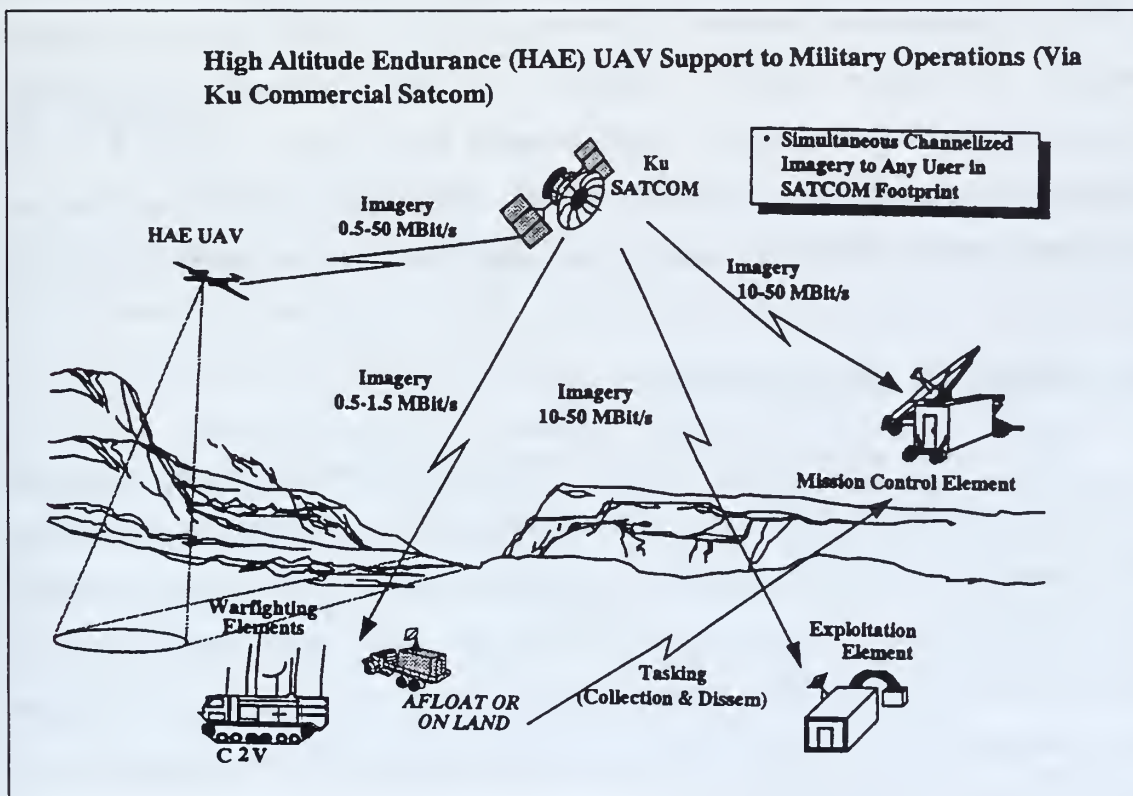 High Altitude Endurance (HAE) UAV Support to Military Operations (Via
Ku Commercial Satcom)
• Simultaneous Channelized
Imagery to Any User in
SATCOM Footprint
Ku
SATCOM
Imagery
0.5-50 MBit/s
HAE UAV
Imagery
10-50 MBit/s
Imagery
0.5-1.5 MBit/s
Imagery
10-50 MBit/s
Mission Control Element
Warfighting
Elements
Exploitation
Element
Tasking
(Collection & Dissem)
AFLOAT OR
ON LAND
C2V